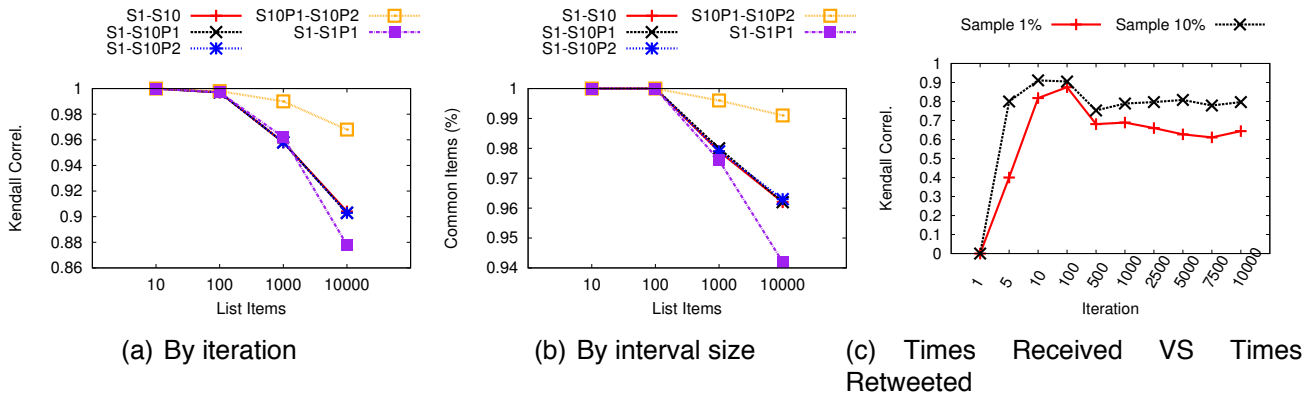 S1-S10
S1-S10P1
S1-S10P2
S10P1-S10P2
S1-S1P1
Kendall Correl.
1
0.98
0.96
0.94
0.92
0.9
0.88
0.86
10 100 1000 10000
List Items
(a) By iteration
S1-S10
S1-S10P1
S1-S10P2
S10P1-S10P2
S1-S1P1
Common Items (%)
1
0.99
0.98
0.97
0.96
0.95
0.94
10 100 1000 10000
List Items
(b) By interval size
Sample 1% Sample 10%
Kendall Correl.
1
0.9
0.8
0.7
0.6
0.5
0.4
0.3
0.2
0.1
0
1 5 10 100 500 1000 2500 5000 7500 10000
Iteration
(c) Times Received VS Times
Retweeted